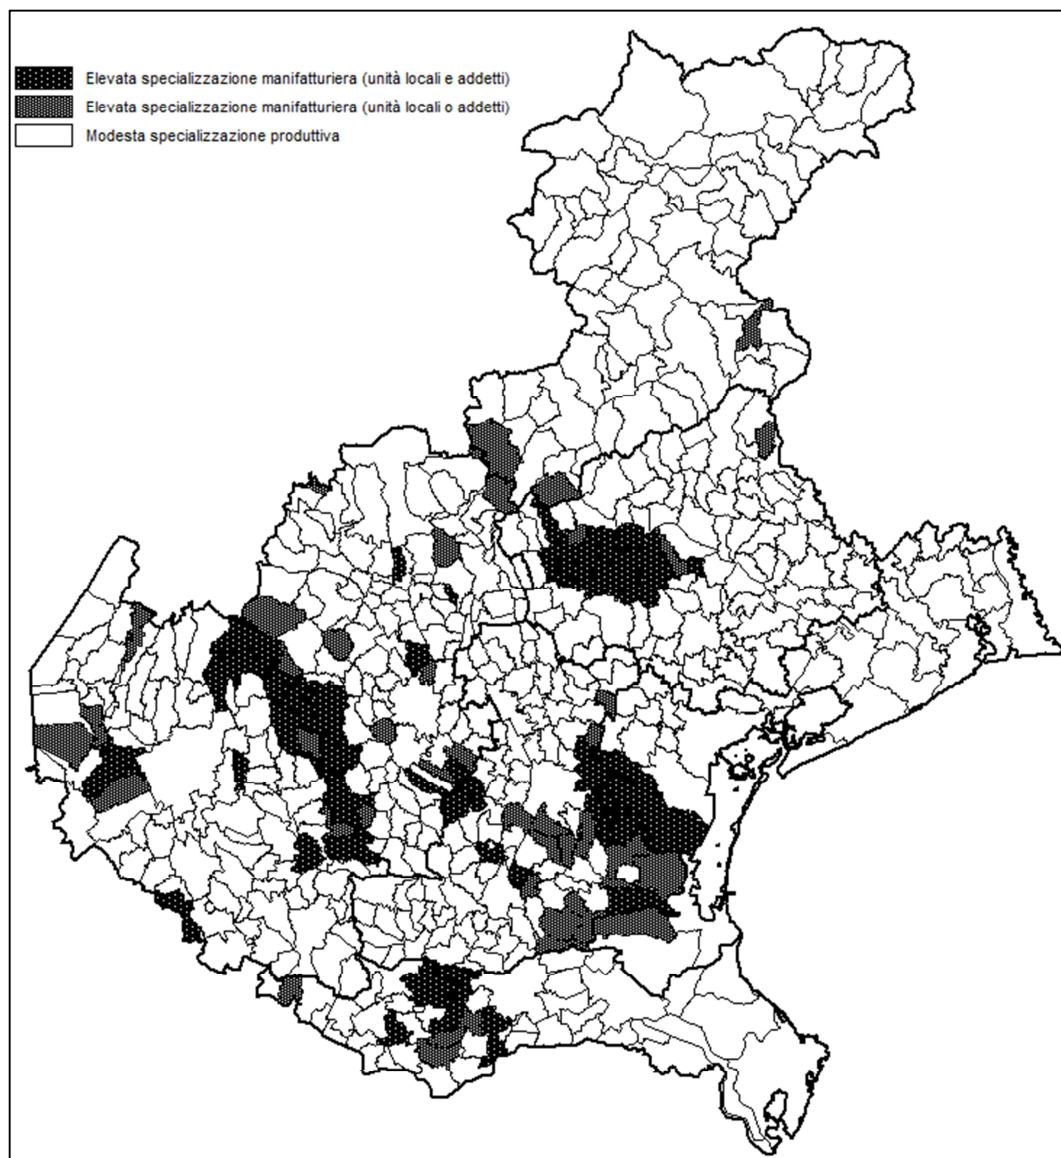 Elevata specializzazione manifatturiera (unità locali e addetti)
Elevata specializzazione manifatturiera (unità locali o addetti)
Modesta specializzazione produttiva